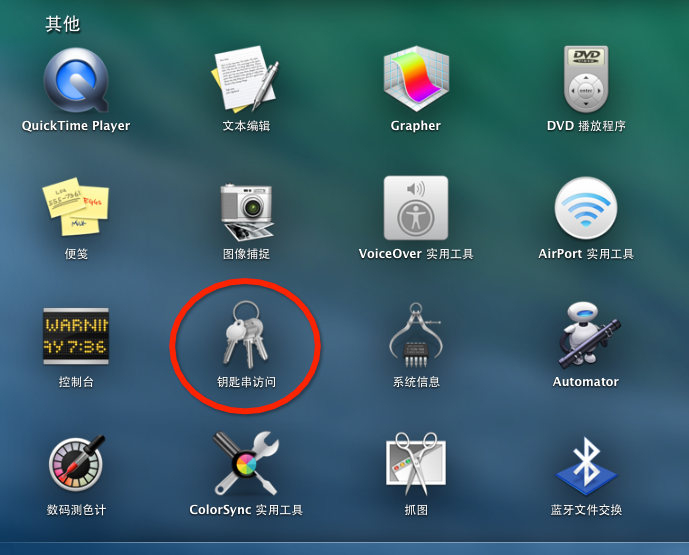 其他
QuickTime Player
文本编辑
Grapher
DVD 播放程序
便笺
图像捕捉
VoiceOver 实用工具
AirPort 实用工具
WARNIN
AY 7:36
控制台
钥匙串访问
系统信息
Automator
数码测色计
ColorSync 实用工具
抓图
蓝牙文件交换